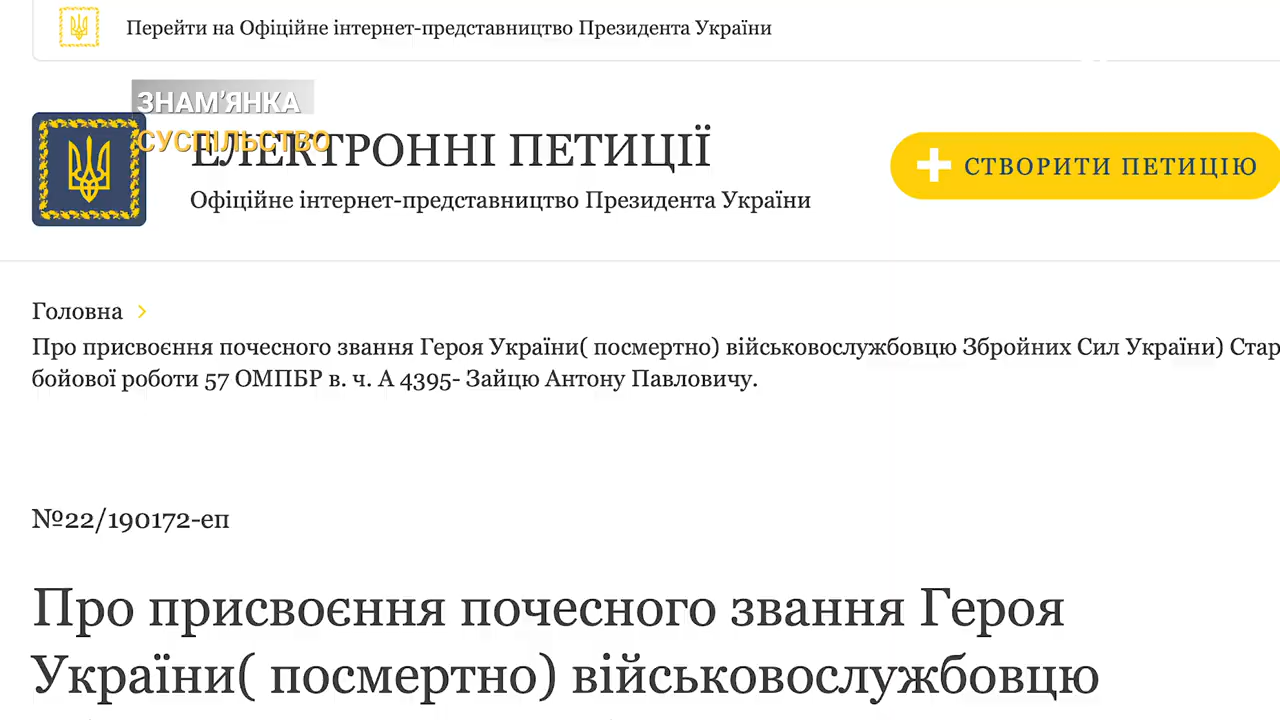 Перейти на Офіційне інтернет-представництво Президента України
ЗНАМ'ЯНКА
СУСПІЛЬСТВО
ЕЛЕКТРОННІ ПЕТИЦІЇ
СТВОРИТИ ПЕТИЦІЮ
Офіційне інтернет-представництво Президента України
Головна
Про присвоєння почесного звання Героя України( посмертно) військовослужбовцю Збройних Сил України) Стар
бойової роботи 57 ОМПБР в. ч. А 4395- Зайцю Антону Павловичу.
№22/190172-еп
Про присвоєння почесного звання Героя
України( посмертно) військовослужбовцю